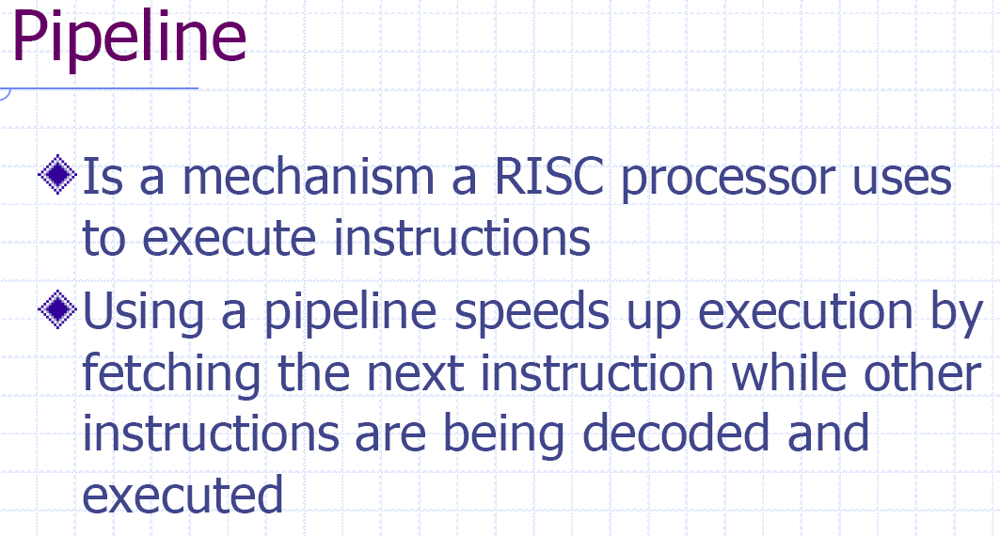 Pipeline
Is a mechanism a RISC processor uses
to execute instructions
Using a pipeline speeds up execution by
fetching the next instruction while other
instructions are being decoded and
executed